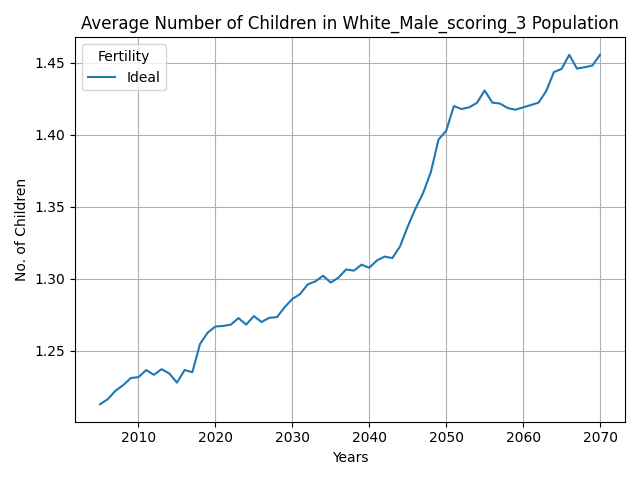 Average Number of Children in White_Male_scoring_3 Population
Fertility
Ideal
1.45
1.40
1.35
1.30
1.25
No. of Children
2010 2020 2030 2040 2050 2060 2070
Years